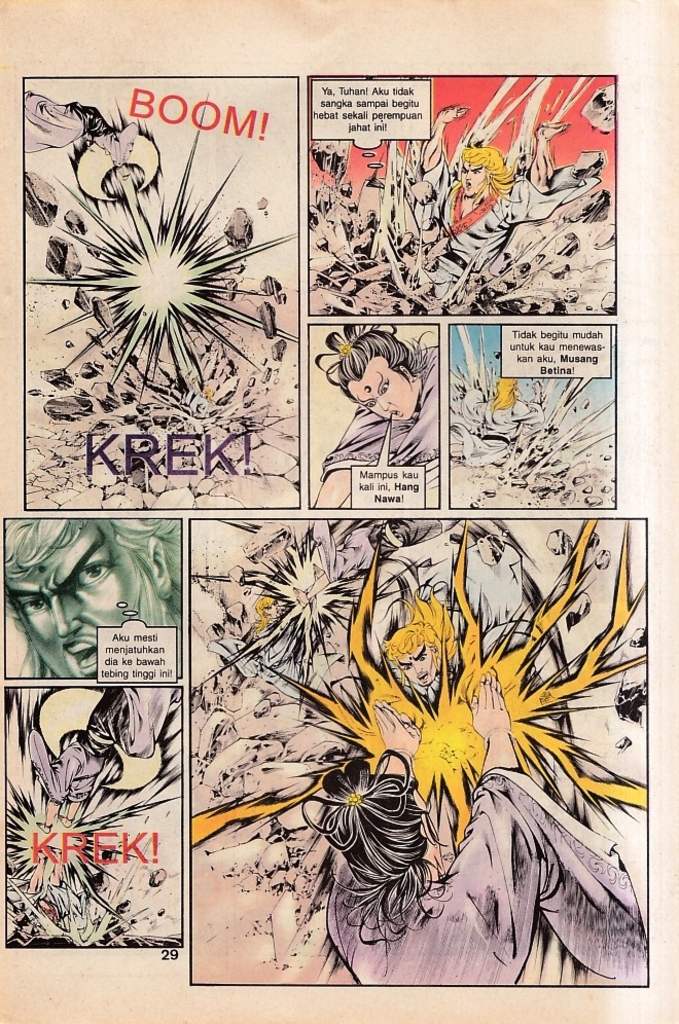 BOOM!
KREK!
Ya, Tuhan! Aku tidak
sangka sampai begitu
hebat sekali perempuan
jahat ini!
Mampus kau
kali ini, Hang
Nawa!
Tidak begitu mudah
untuk kau menewas-
kan aku, Musang
Betina!
Aku mesti
menjatuhkan
dia ke bawah
tebing tinggi ini!
KREK!
29